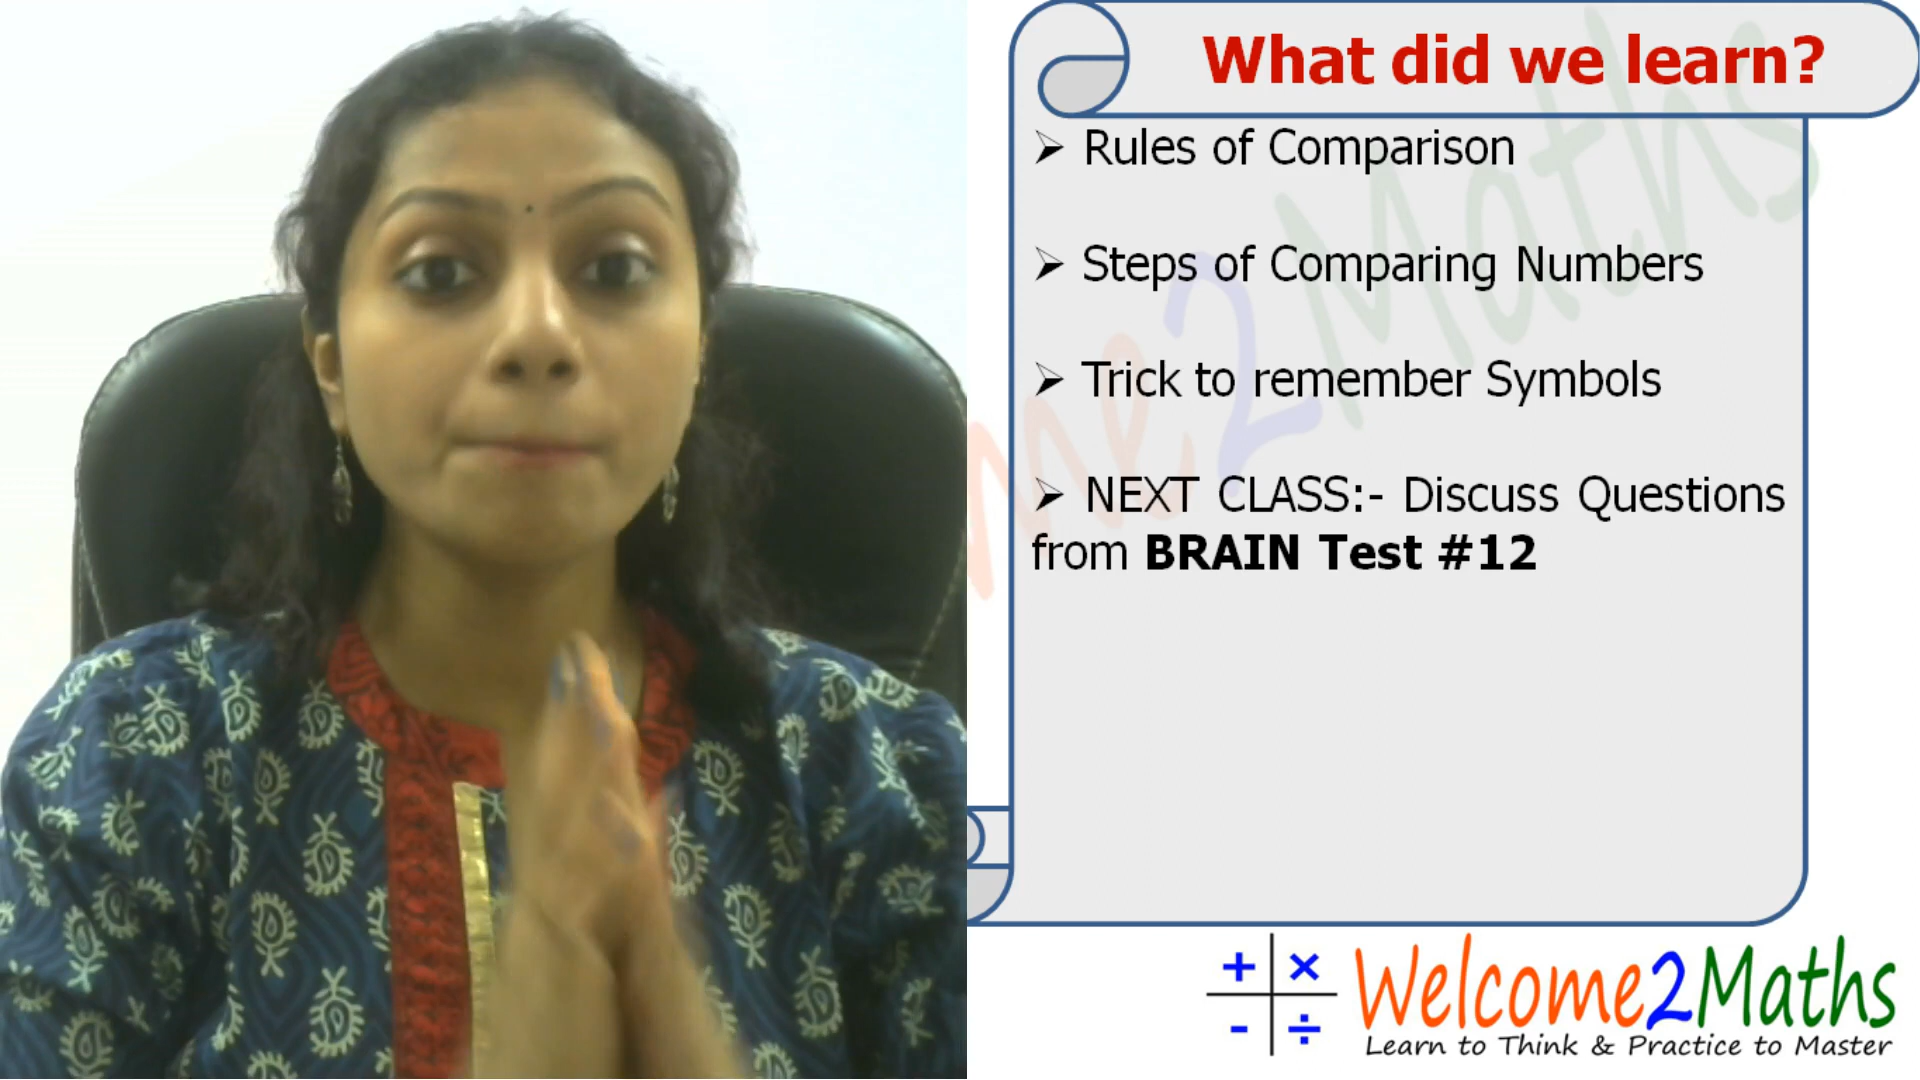 What did we learn?
➢ Rules of Comparison
➢ Steps of Comparing Numbers
➢ Trick to remember Symbols
➢ NEXT CLASS:- Discuss Questions
from BRAIN Test #12
me2Maths
+ ×
- ÷
Welcome2Maths
Learn to Think & Practice to Master